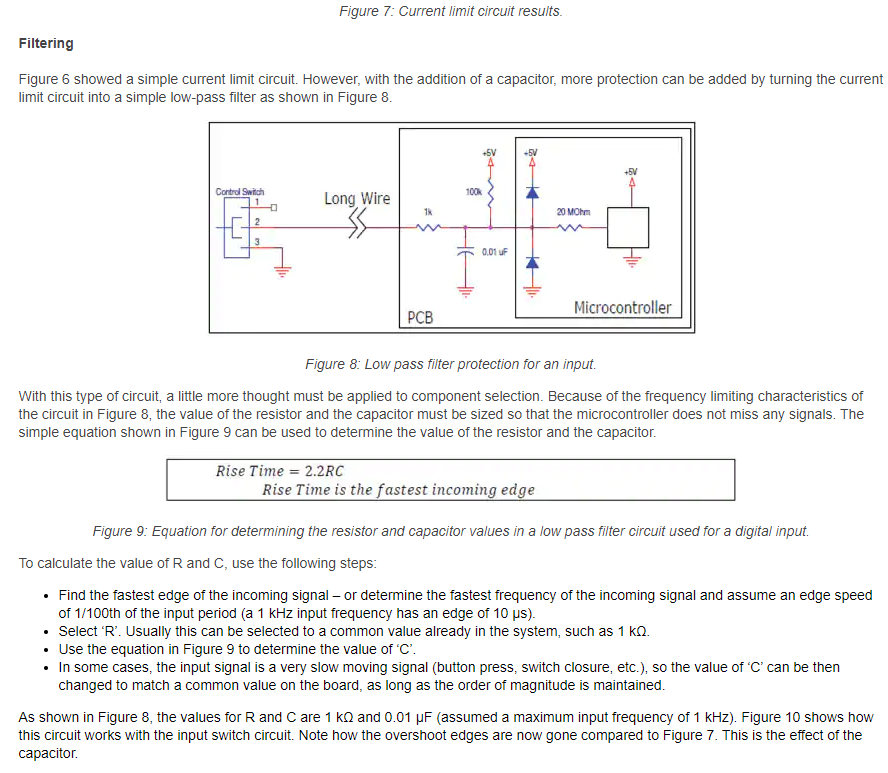 Figure 7: Current limit circuit results.
Filtering
Figure 6 showed a simple current limit circuit. However, with the addition of a capacitor, more protection can be added by turning the current
limit circuit into a simple low-pass filter as shown in Figure 8.
+5V
+5V
+5V
Control Switch
1
2
3
Long Wire
1k
100k
20 MOhm
0.01 uF
PCB
Microcontroller
Figure 8: Low pass filter protection for an input.
With this type of circuit, a little more thought must be applied to component selection. Because of the frequency limiting characteristics of
the circuit in Figure 8, the value of the resistor and the capacitor must be sized so that the microcontroller does not miss any signals. The
simple equation shown in Figure 9 can be used to determine the value of the resistor and the capacitor.
Rise Time = 2.2RC
Rise Time is the fastest incoming edge
Figure 9: Equation for determining the resistor and capacitor values in a low pass filter circuit used for a digital input.
To calculate the value of R and C, use the following steps:
• Find the fastest edge of the incoming signal – or determine the fastest frequency of the incoming signal and assume an edge speed
of 1/100th of the input period (a 1 kHz input frequency has an edge of 10 µs).
• Select ‘R’. Usually this can be selected to a common value already in the system, such as 1 kΩ.
• Use the equation in Figure 9 to determine the value of ‘C’.
• In some cases, the input signal is a very slow moving signal (button press, switch closure, etc.), so the value of ‘C’ can be then
changed to match a common value on the board, as long as the order of magnitude is maintained.
As shown in Figure 8, the values for R and C are 1 kΩ and 0.01 µF (assumed a maximum input frequency of 1 kHz). Figure 10 shows how
this circuit works with the input switch circuit. Note how the overshoot edges are now gone compared to Figure 7. This is the effect of the
capacitor.